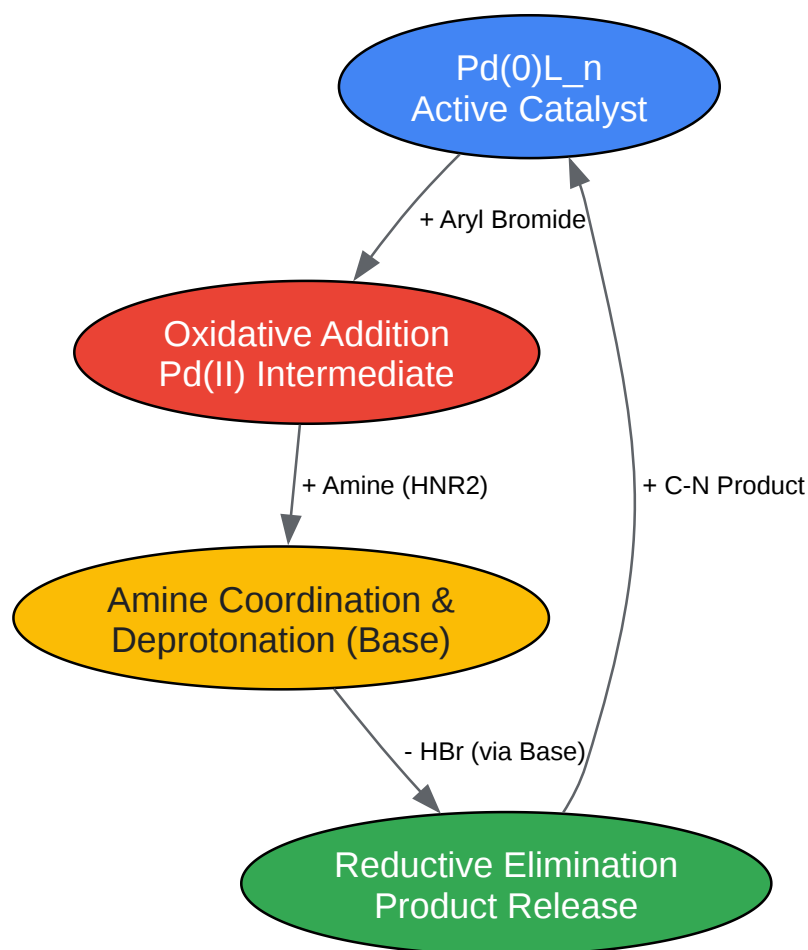 Pd(0)L_n
Active Catalyst
+ Aryl Bromide
Oxidative Addition
Pd(II) Intermediate
+ Amine (HNR2)
+ C-N Product
Amine Coordination &
Deprotonation (Base)
- HBr (via Base)
Reductive Elimination
Product Release